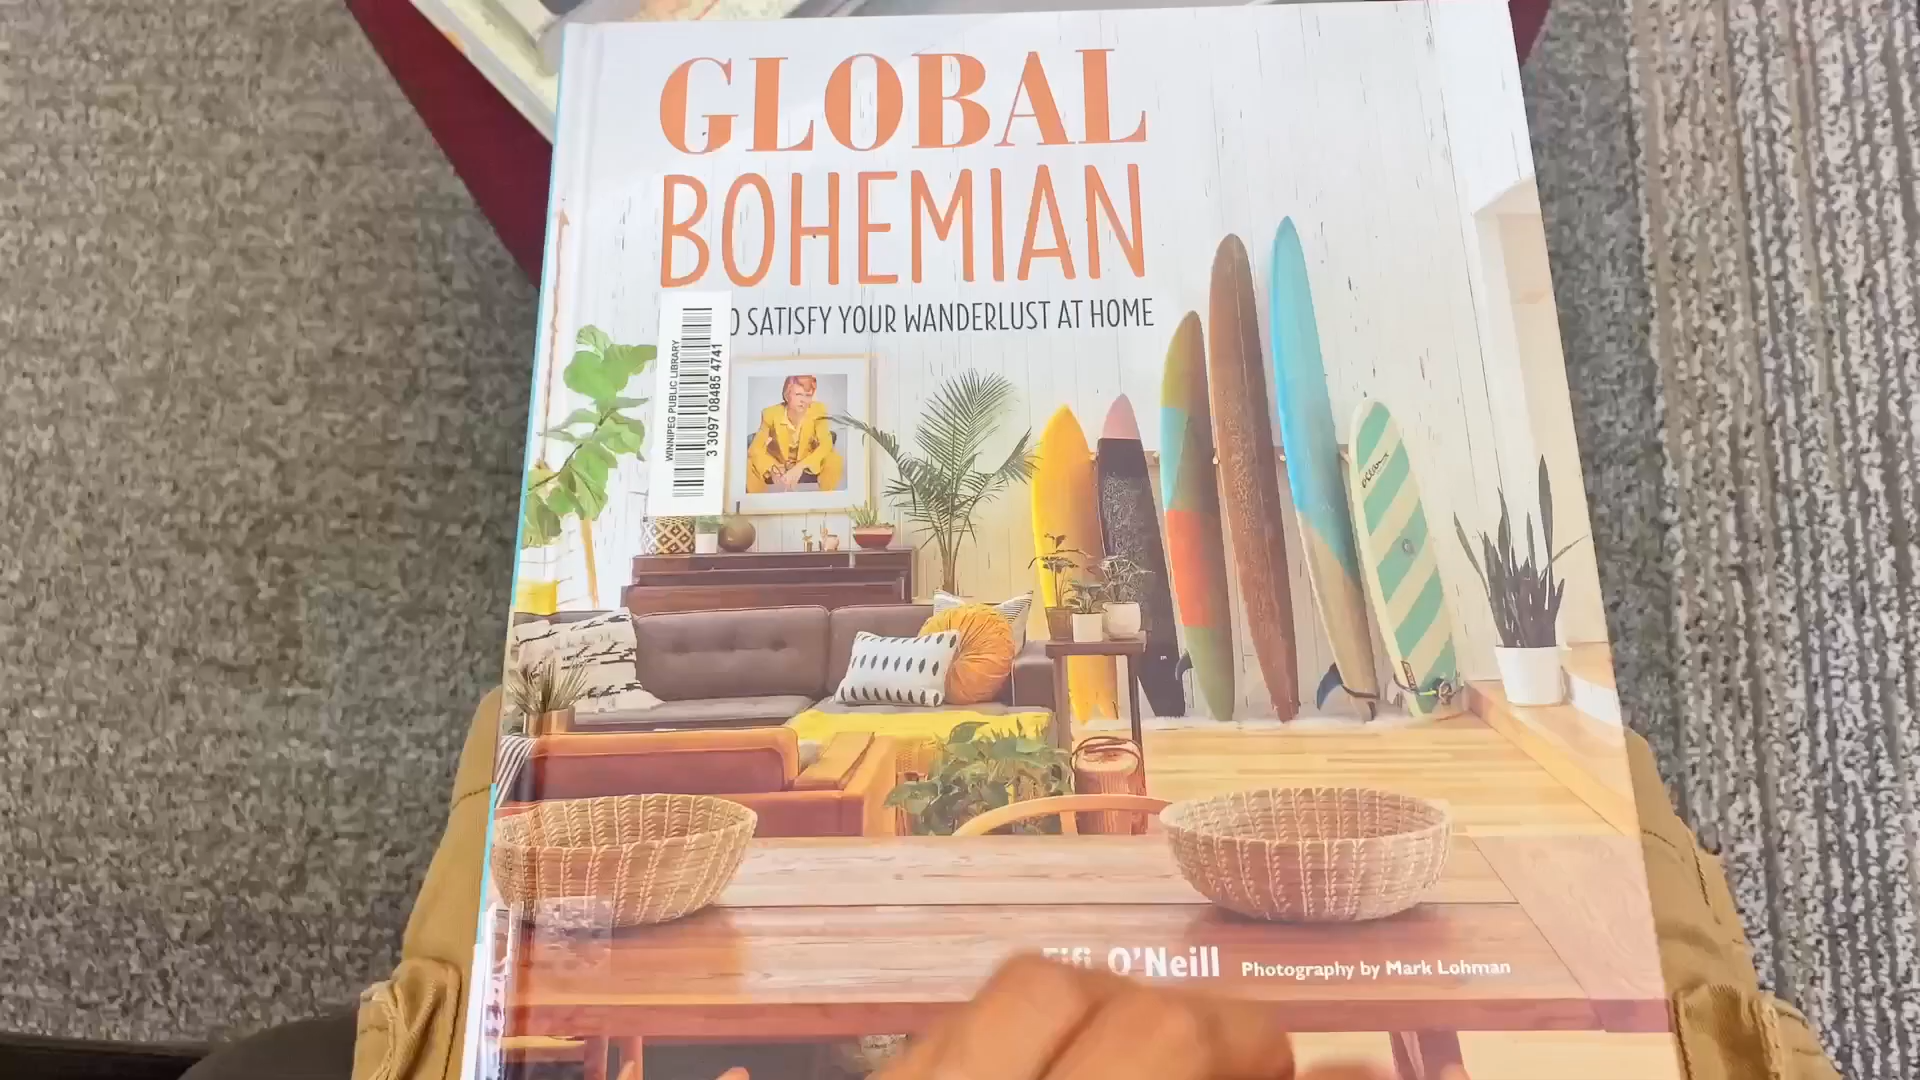 GLOBAL
BOHEMIAN
O SATISFY YOUR WANDERLUST AT HOME
WINNIPEG PUBLIC LIBRARY
3 3097 08485 4741
Fifi O'Neill Photography by Mark Lohman